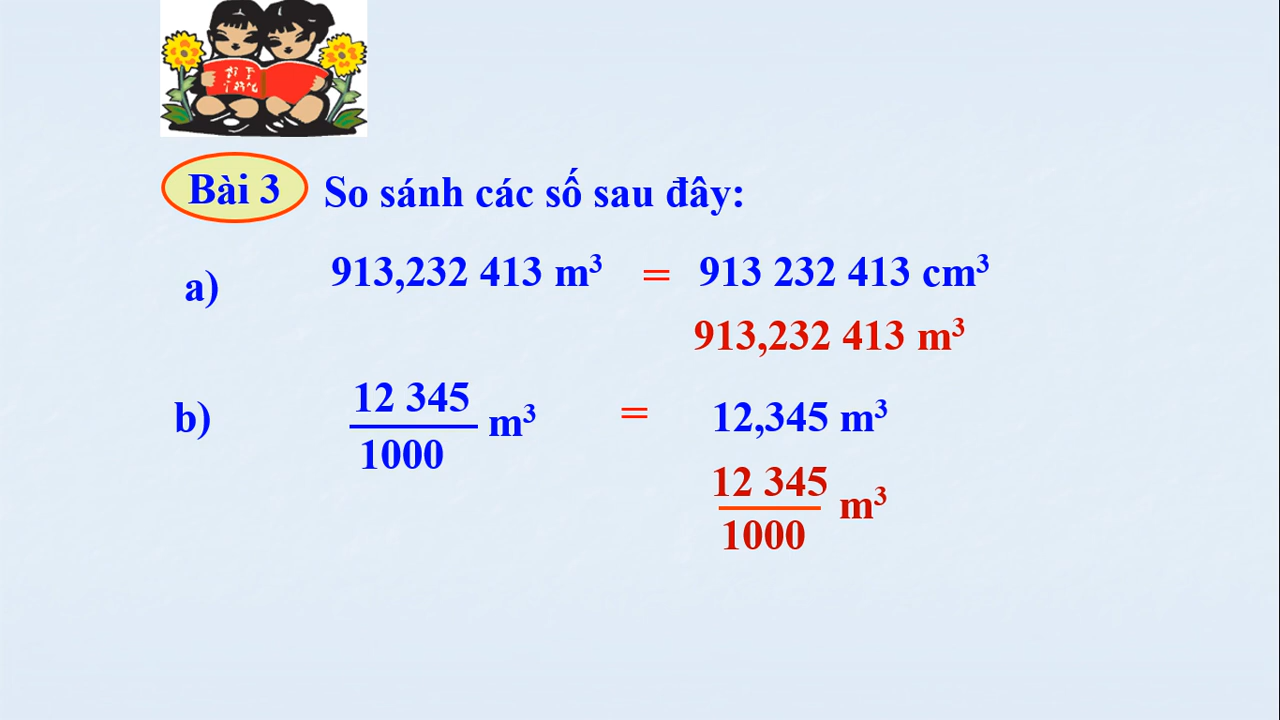 Bài 3 So sánh các số sau đây:
a) 913,232 413 m³ = 913 232 413 cm³
913,232 413 m³
b) 12 345/1000 m³ = 12,345 m³
12 345/1000 m³